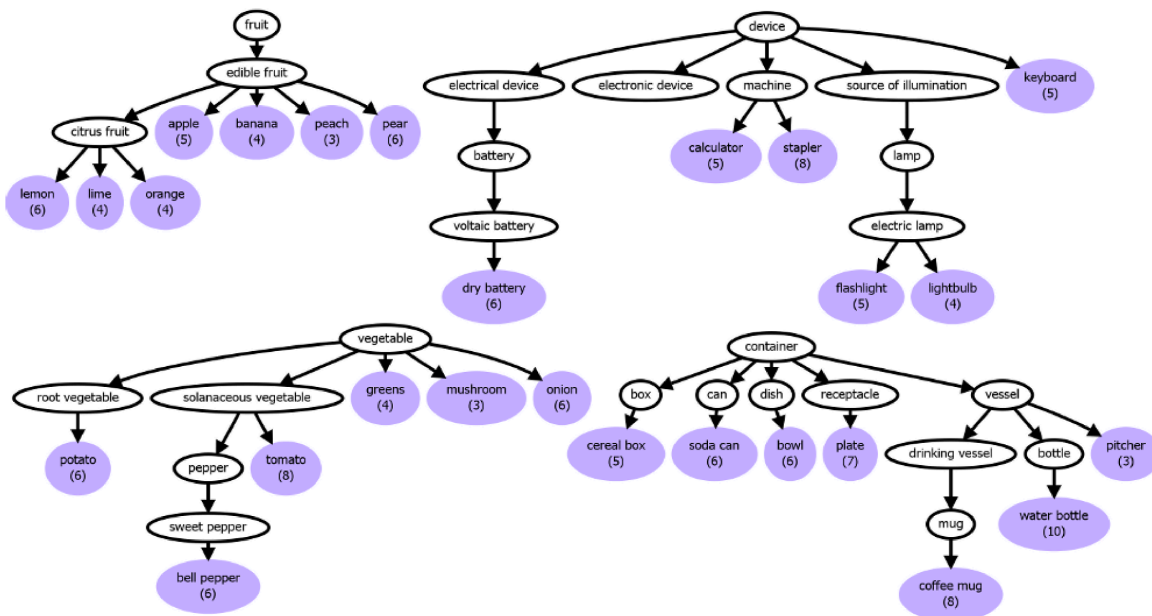 fruit
edible fruit
citrus fruit
apple
(5)
banana
(4)
peach
(3)
pear
(6)
lemon
(6)
lime
(4)
orange
(4)
device
electrical device
electronic device
machine
source of illumination
keyboard
(5)
battery
calculator
(5)
stapler
(8)
lamp
voltaic battery
electric lamp
dry battery
(6)
flashlight
(5)
lightbulb
(4)
vegetable
root vegetable
solanaceous vegetable
greens
(4)
mushroom
(3)
onion
(6)
potato
(6)
pepper
tomato
(8)
sweet pepper
bell pepper
(6)
container
box
can
dish
receptacle
vessel
cereal box
(5)
soda can
(6)
bowl
(6)
plate
(7)
drinking vessel
bottle
pitcher
(3)
mug
water bottle
(10)
coffee mug
(8)